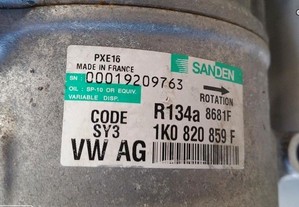 PXE16
MADE IN FRANCE
SANDEN
SN: 00019209763
OIL : SP-10 OR EQUIV.
VARIABLE DISP.
ROTATION
R134a 8681F
CODE
SY3
1K0 820 859 F
VW AG